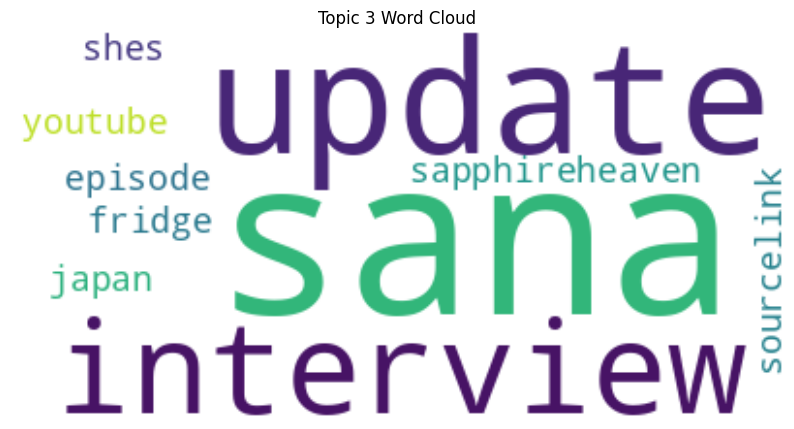 Topic 3 Word Cloud
shes
update
youtube
episode
sapphireheaven
fridge
sana
sourcelink
japan
interview